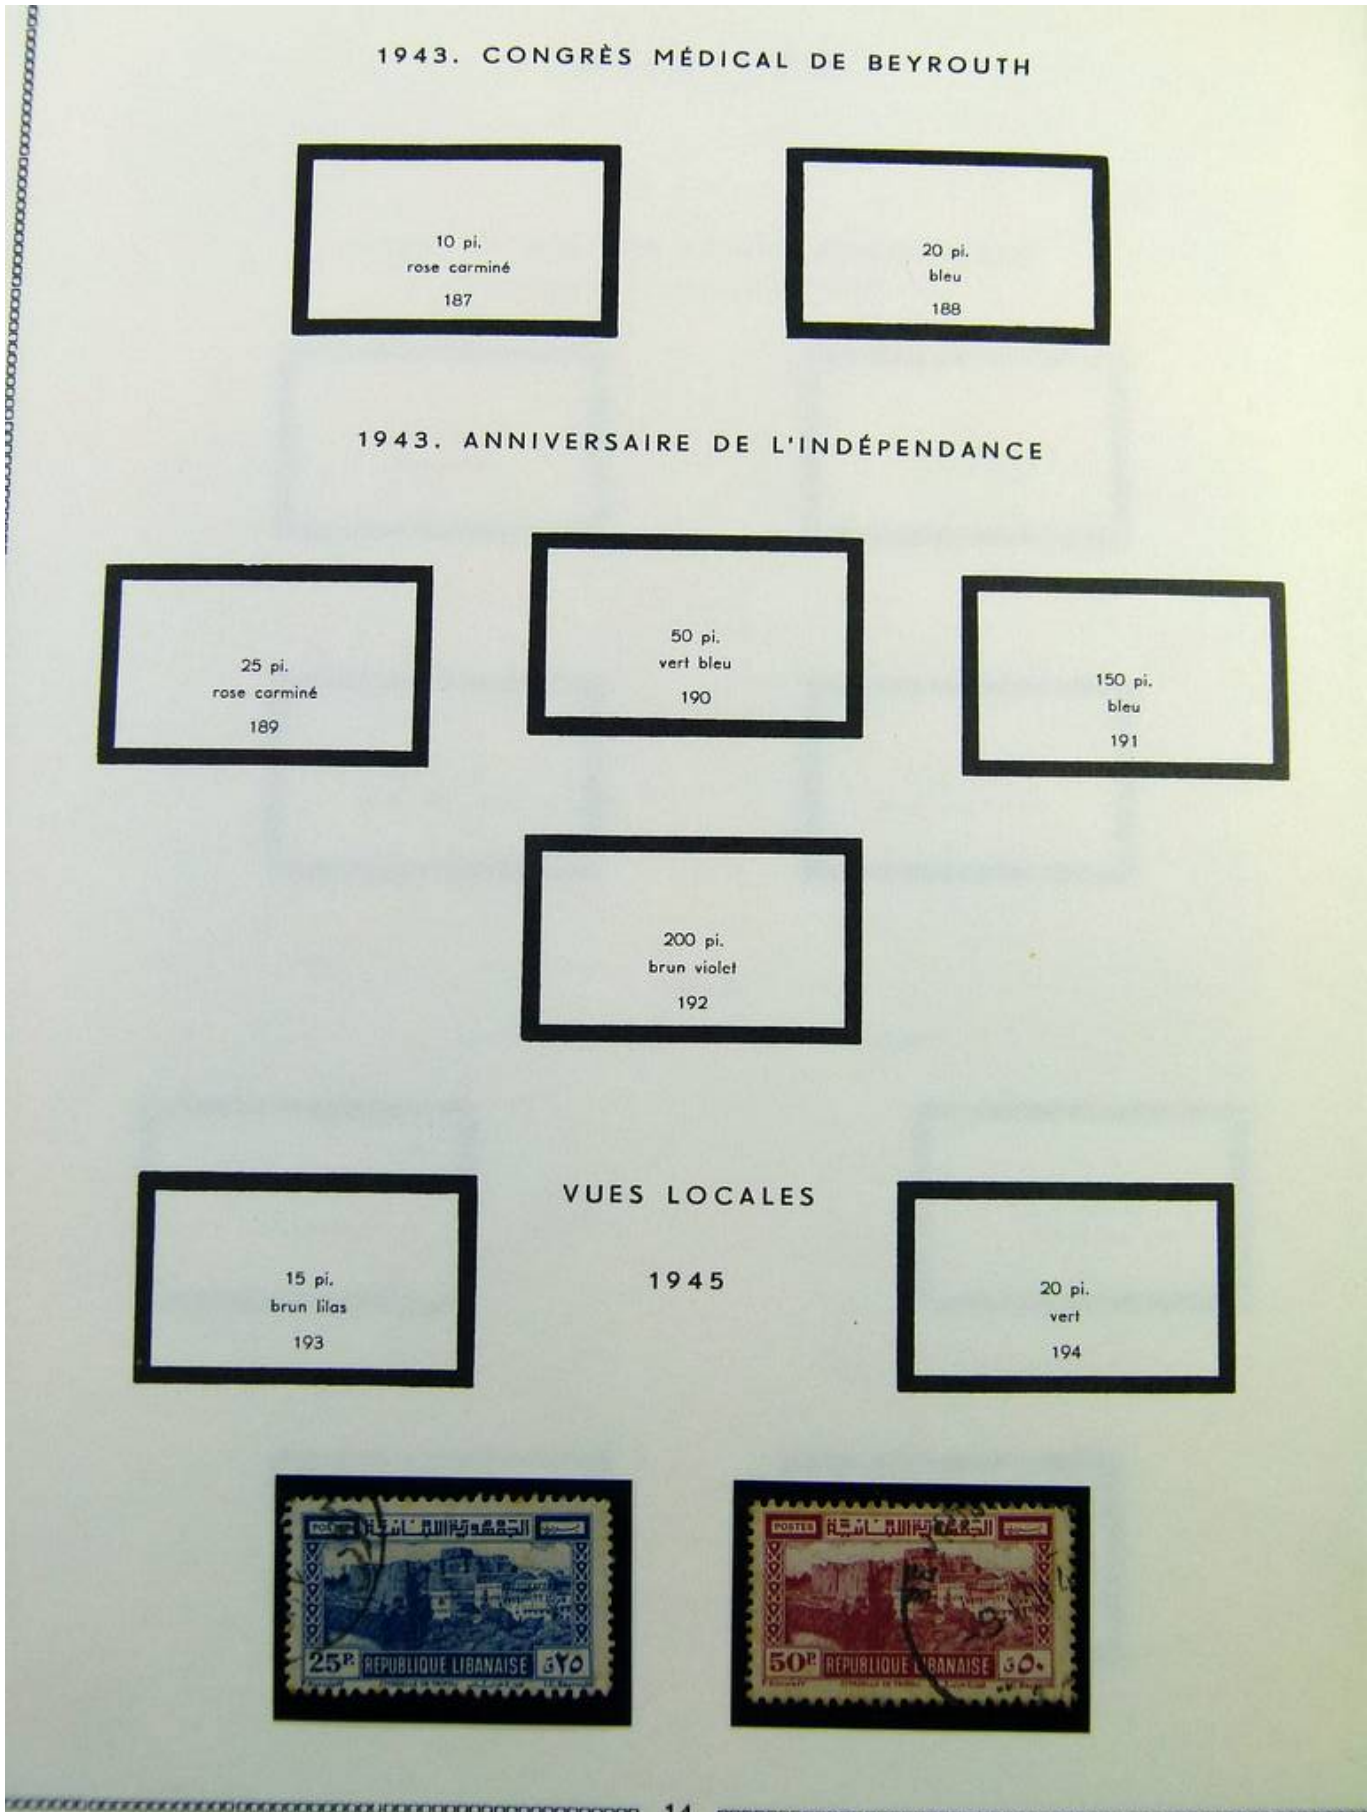 1943. CONGRÈS MÉDICAL DE BEYROUTH
10 pi.
rose carminé
187
20 pi.
bleu
188
1943. ANNIVERSAIRE DE L'INDÉPENDANCE
25 pi.
rose carminé
189
50 pi.
vert bleu
190
150 pi.
bleu
191
200 pi.
brun violet
192
VUES LOCALES
1945
15 pi.
brun lilas
193
20 pi.
vert
194
الجمهورية اللبنانية
25P. REPUBLIQUE LIBANAISE ٢٥ ق
POSTES الجمهورية اللبنانية
50P. REPUBLIQUE LIBANAISE ٥٠ ق
14